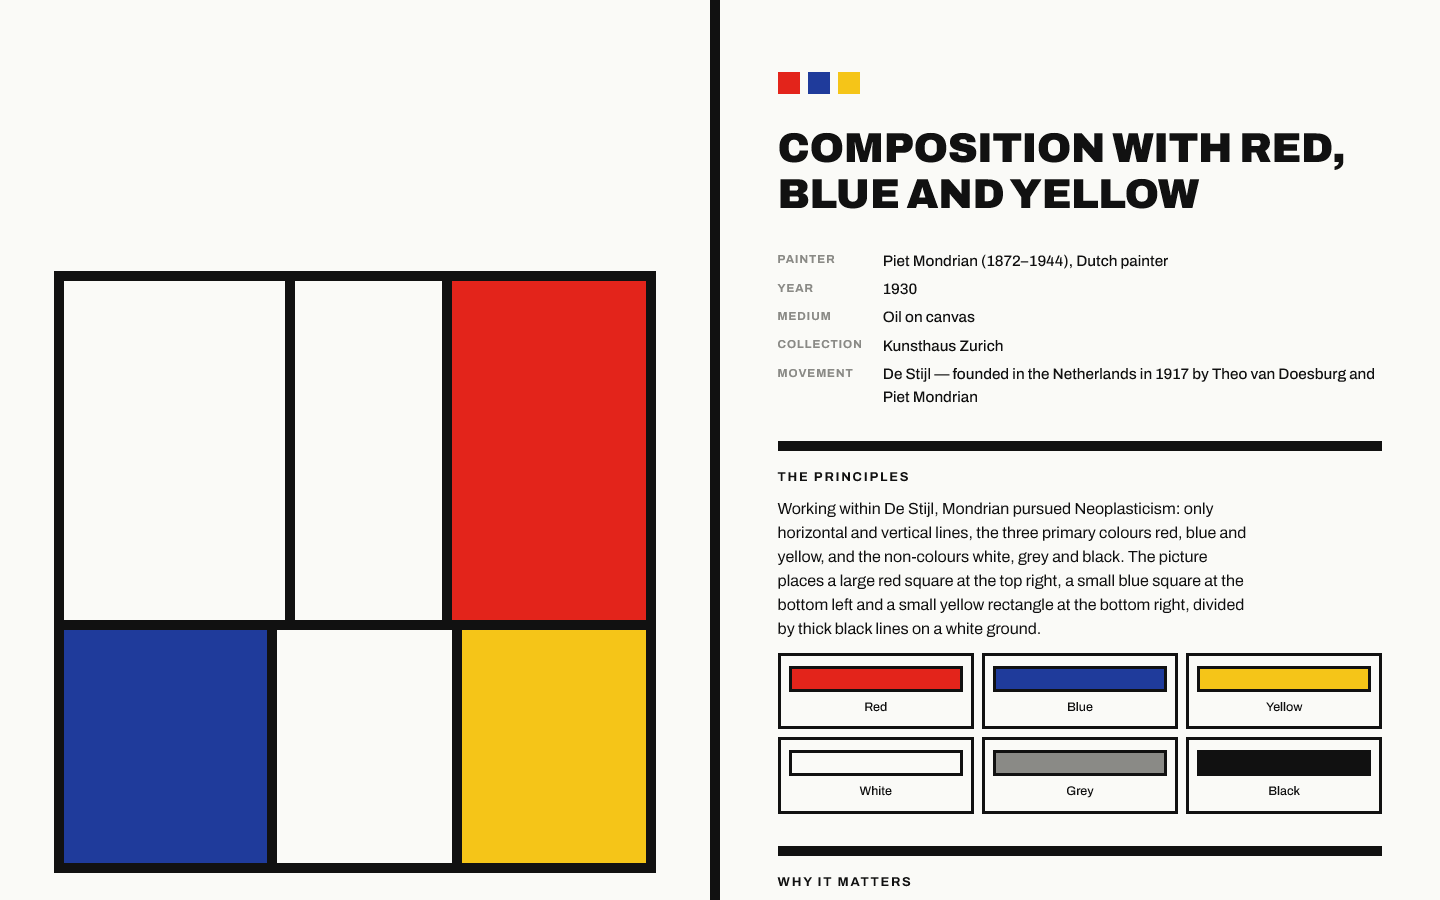 COMPOSITION WITH RED,
BLUE AND YELLOW
PAINTER Piet Mondrian (1872–1944), Dutch painter
YEAR 1930
MEDIUM Oil on canvas
COLLECTION Kunsthaus Zurich
MOVEMENT De Stijl — founded in the Netherlands in 1917 by Theo van Doesburg and
Piet Mondrian
THE PRINCIPLES
Working within De Stijl, Mondrian pursued Neoplasticism: only
horizontal and vertical lines, the three primary colours red, blue and
yellow, and the non-colours white, grey and black. The picture
places a large red square at the top right, a small blue square at the
bottom left and a small yellow rectangle at the bottom right, divided
by thick black lines on a white ground.
Red Blue Yellow
White Grey Black
WHY IT MATTERS